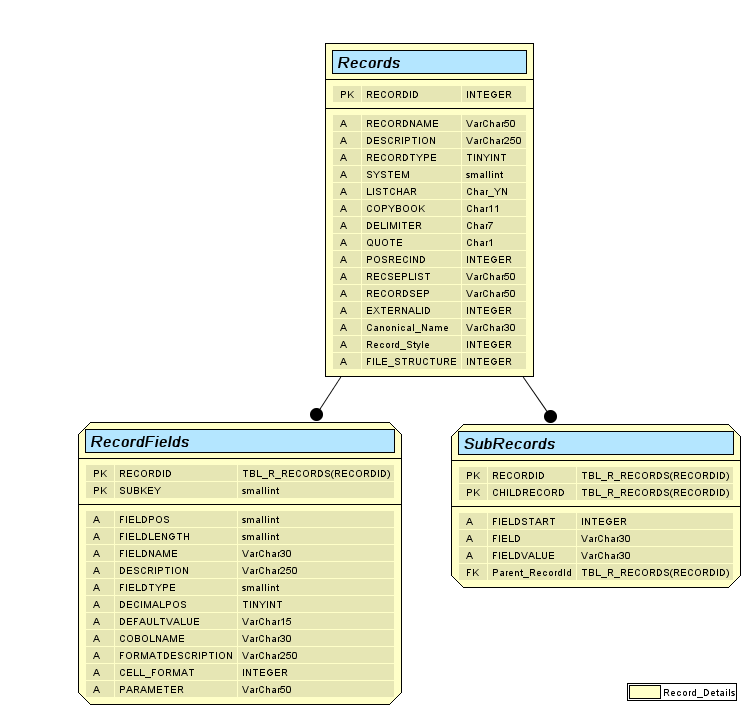 Records
PK RECORDID INTEGER
A RECORDNAME VarChar50
A DESCRIPTION VarChar250
A RECORDTYPE TINYINT
A SYSTEM smallint
A LISTCHAR Char_YN
A COPYBOOK Char11
A DELIMITER Char7
A QUOTE Char1
A POSRECIND INTEGER
A RECSEPLIST VarChar50
A RECORDSEP VarChar50
A EXTERNALID INTEGER
A Canonical_Name VarChar30
A Record_Style INTEGER
A FILE_STRUCTURE INTEGER
RecordFields
PK RECORDID TBL_R_RECORDS(RECORDID)
PK SUBKEY smallint
A FIELDPOS smallint
A FIELDLENGTH smallint
A FIELDNAME VarChar30
A DESCRIPTION VarChar250
A FIELDTYPE smallint
A DECIMALPOS TINYINT
A DEFAULTVALUE VarChar15
A COBOLNAME VarChar30
A FORMATDESCRIPTION VarChar250
A CELL_FORMAT INTEGER
A PARAMETER VarChar50
SubRecords
PK RECORDID TBL_R_RECORDS(RECORDID)
PK CHILDRECORD TBL_R_RECORDS(RECORDID)
A FIELDSTART INTEGER
A FIELD VarChar30
A FIELDVALUE VarChar30
FK Parent_RecordId TBL_R_RECORDS(RECORDID)
Record_Details